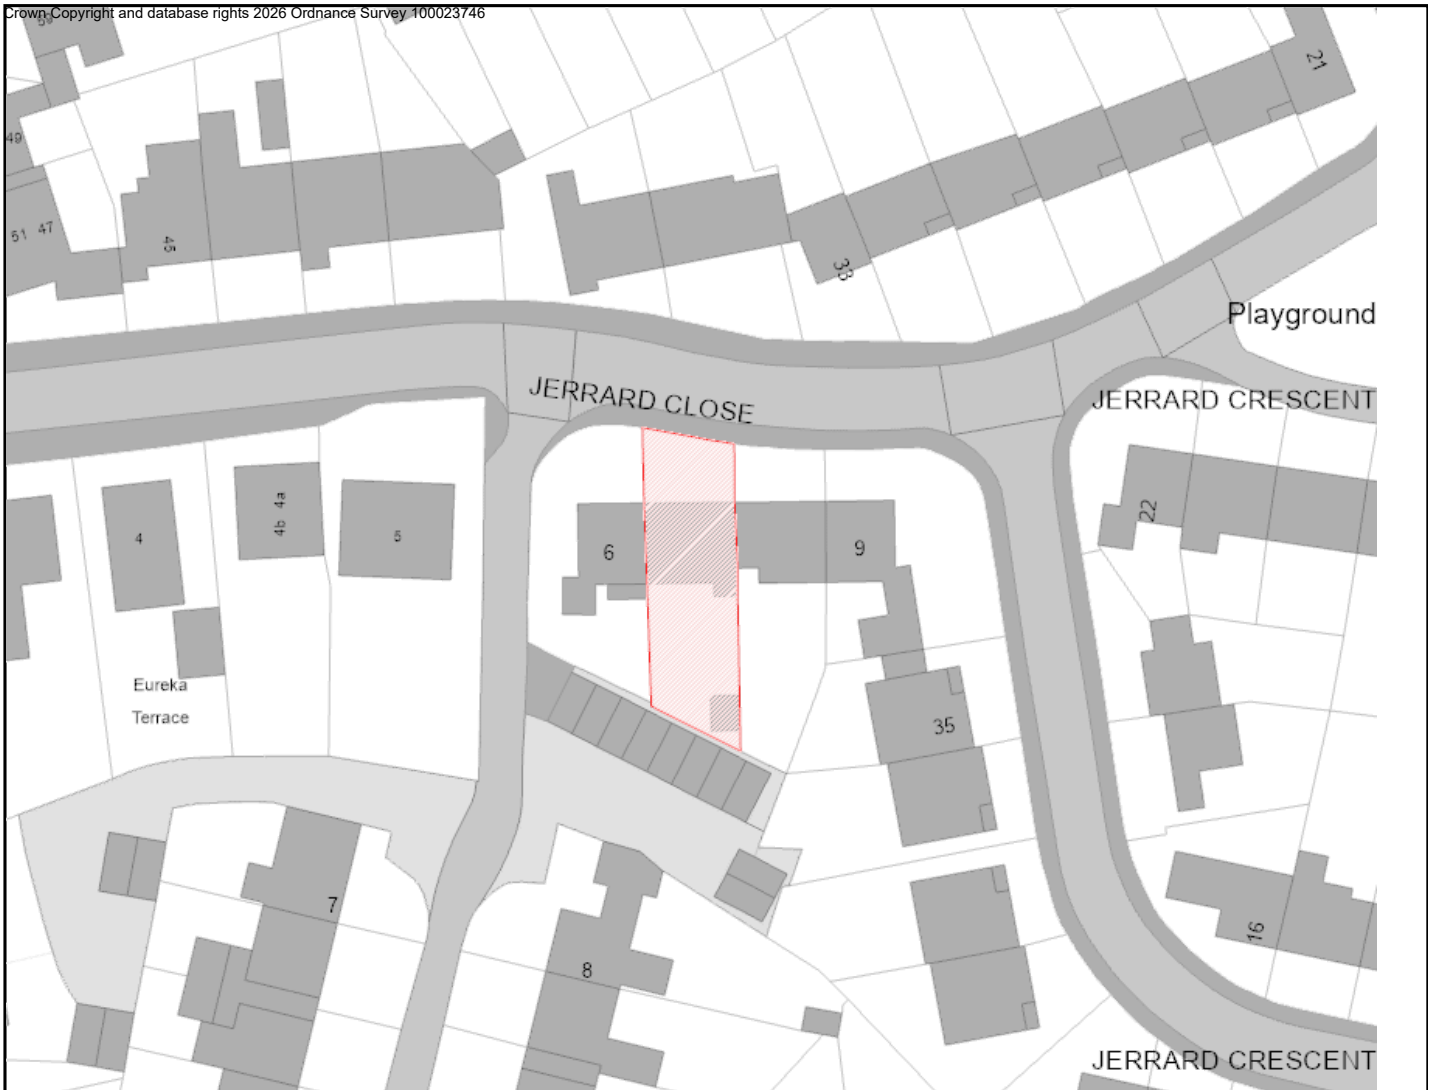 Crown Copyright and database rights 2026 Ordnance Survey 100023746
59
21
49
51 47
45
33
Playground
JERRARD CLOSE
JERRARD CRESCENT
4a
4b
4
5
22
6
9
Eureka
Terrace
35
7
16
8
JERRARD CRESCENT